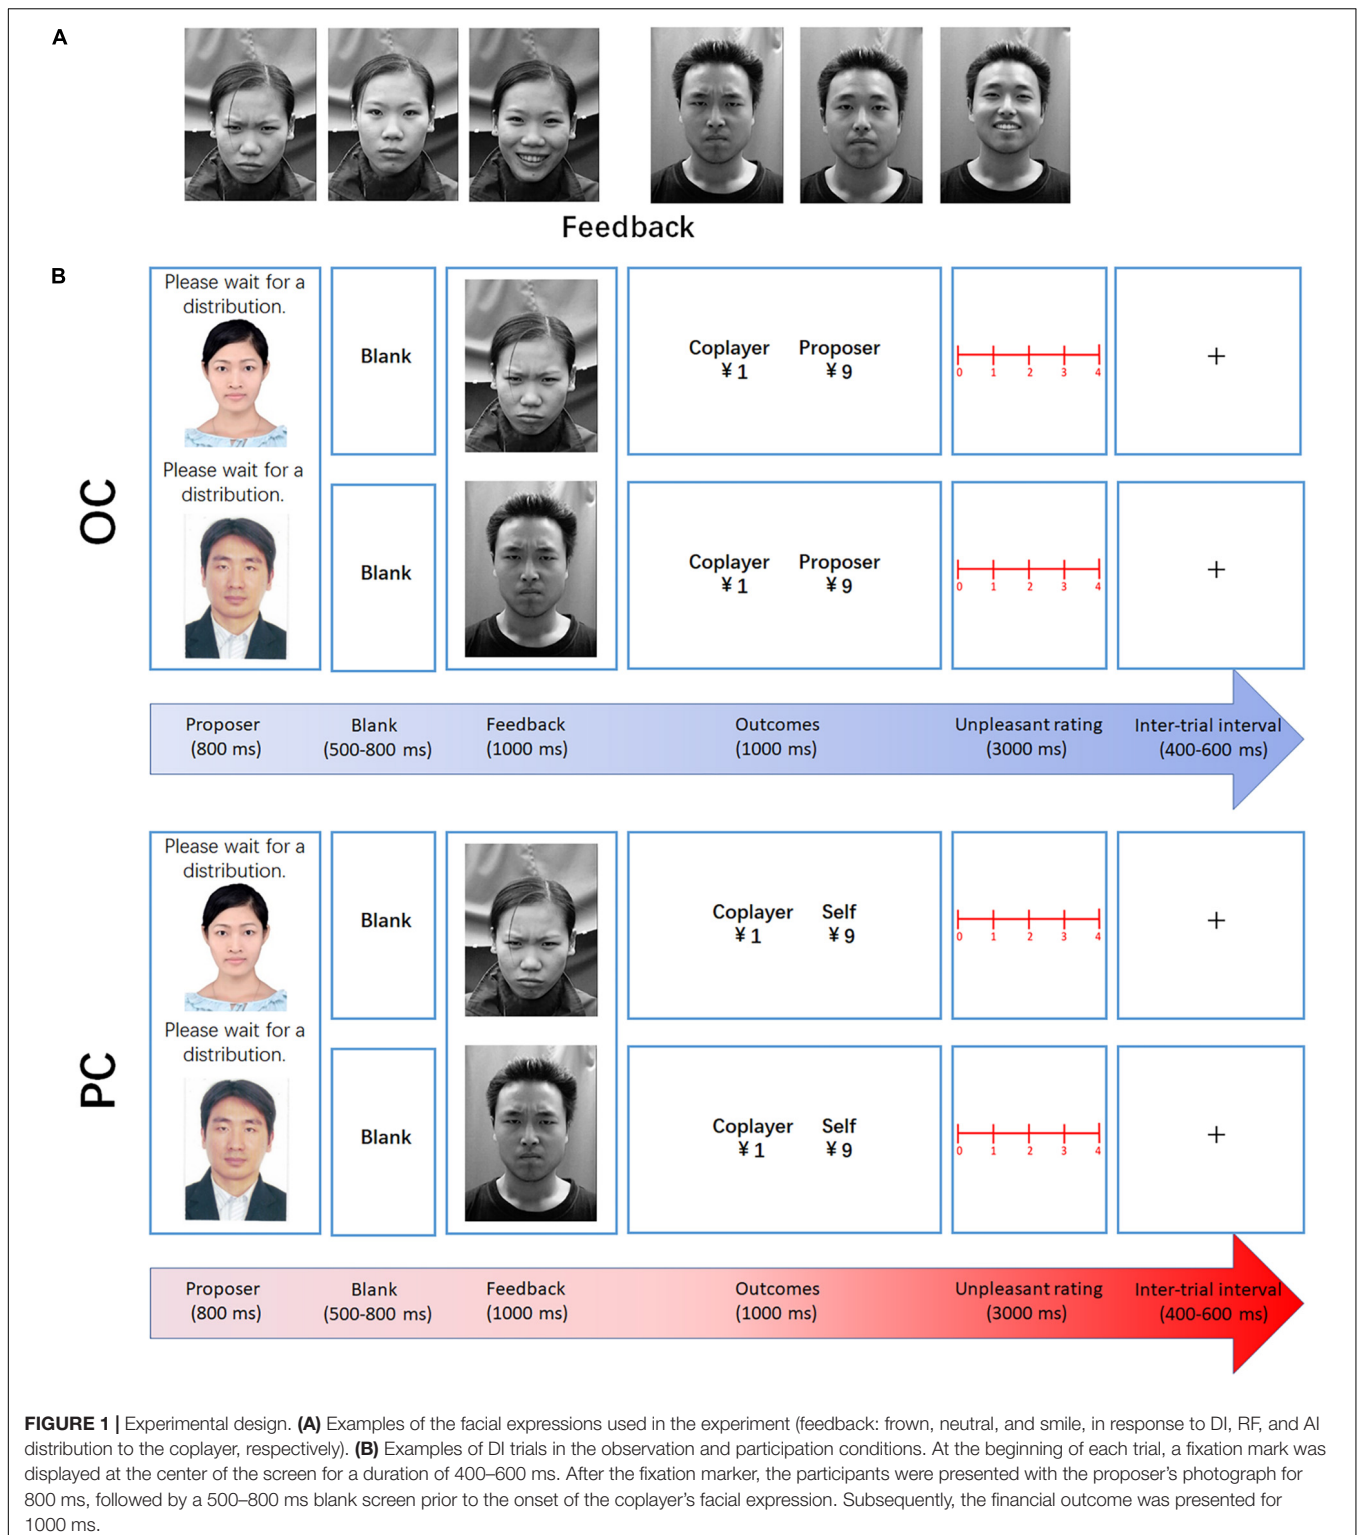 A
Feedback
B
OC
Please wait for a
distribution.
Blank
Coplayer Proposer
¥ 1 ¥ 9
0 1 2 3 4
+
Please wait for a
distribution.
Blank
Coplayer Proposer
¥ 1 ¥ 9
0 1 2 3 4
+
Proposer Blank Feedback Outcomes Unpleasant rating Inter-trial interval
(800 ms) (500-800 ms) (1000 ms) (1000 ms) (3000 ms) (400-600 ms)
PC
Please wait for a
distribution.
Blank
Coplayer Self
¥ 1 ¥ 9
0 1 2 3 4
+
Please wait for a
distribution.
Blank
Coplayer Self
¥ 1 ¥ 9
0 1 2 3 4
+
Proposer Blank Feedback Outcomes Unpleasant rating Inter-trial interval
(800 ms) (500-800 ms) (1000 ms) (1000 ms) (3000 ms) (400-600 ms)
FIGURE 1 | Experimental design. (A) Examples of the facial expressions used in the experiment (feedback: frown, neutral, and smile, in response to DI, RF, and AI
distribution to the coplayer, respectively). (B) Examples of DI trials in the observation and participation conditions. At the beginning of each trial, a fixation mark was
displayed at the center of the screen for a duration of 400–600 ms. After the fixation marker, the participants were presented with the proposer's photograph for
800 ms, followed by a 500–800 ms blank screen prior to the onset of the coplayer's facial expression. Subsequently, the financial outcome was presented for
1000 ms.